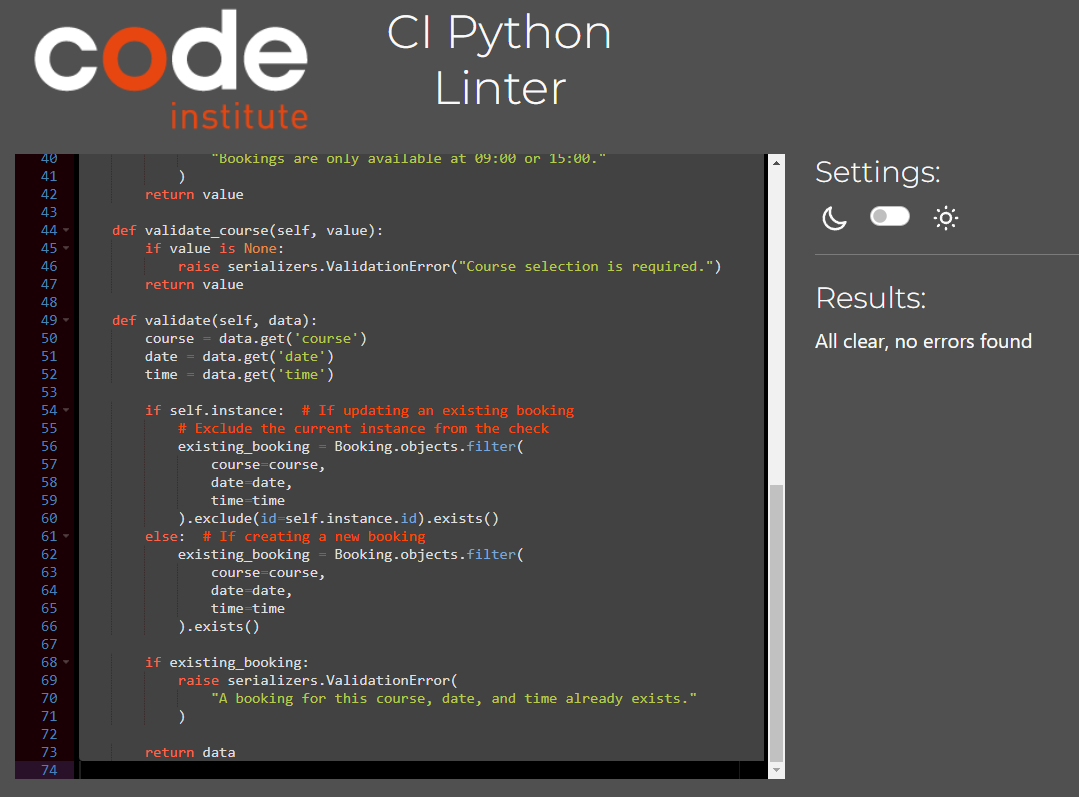 code
institute
CI Python
Linter
40 "Bookings are only available at 09:00 or 15:00."
41 )
42 return value
43
44 def validate_course(self, value):
45 if value is None:
46 raise serializers.ValidationError("Course selection is required.")
47 return value
48
49 def validate(self, data):
50 course = data.get('course')
51 date = data.get('date')
52 time = data.get('time')
53
54 if self.instance:  # If updating an existing booking
55 # Exclude the current instance from the check
56 existing_booking = Booking.objects.filter(
57 course=course,
58 date=date,
59 time=time
60 ).exclude(id=self.instance.id).exists()
61 else:  # If creating a new booking
62 existing_booking = Booking.objects.filter(
63 course=course,
64 date=date,
65 time=time
66 ).exists()
67
68 if existing_booking:
69 raise serializers.ValidationError(
70 "A booking for this course, date, and time already exists."
71 )
72
73 return data
74
Settings:
Results:
All clear, no errors found